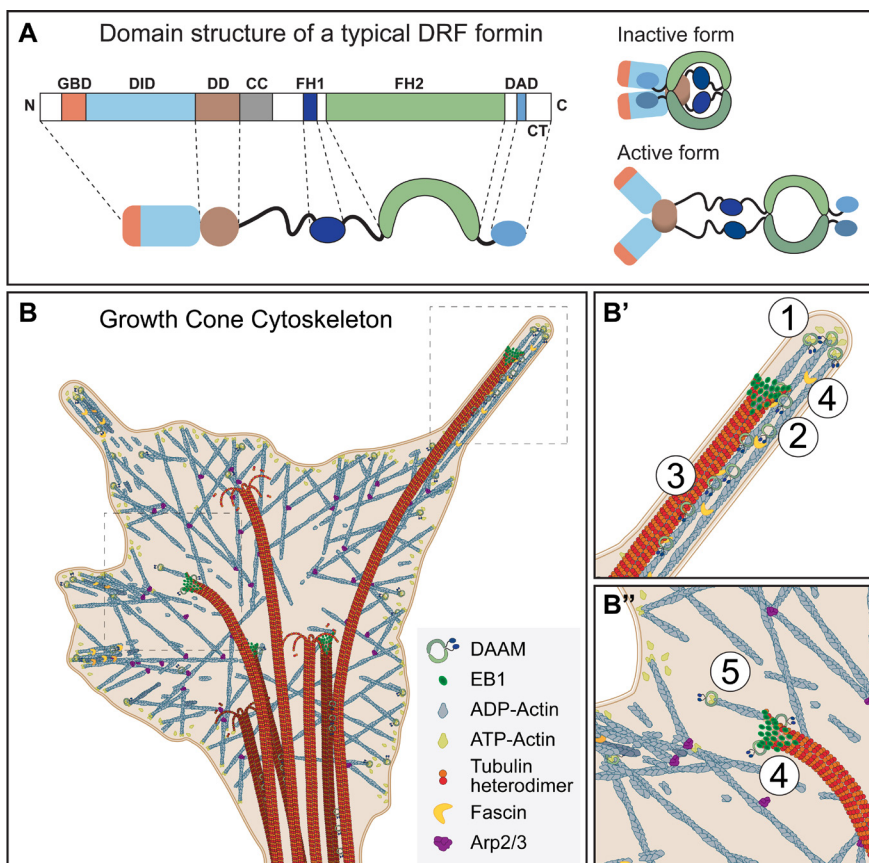 A
Domain structure of a typical DRF formin
Inactive form
GBD DID DD CC FH1 FH2 DAD
N C
CT
Active form
B
Growth Cone Cytoskeleton
DAAM
EB1
ADP-Actin
ATP-Actin
Tubulin
heterodimer
Fascin
Arp2/3
B'
1
4
2
3
B"
5
4